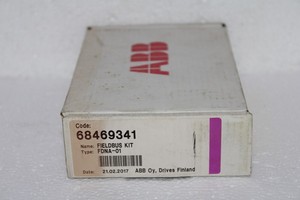 ABB
Code:
68469341
Name: FIELDBUS KIT
Type: FDNA-01
Date: 21.02.2017 ABB Oy, Drives Finland